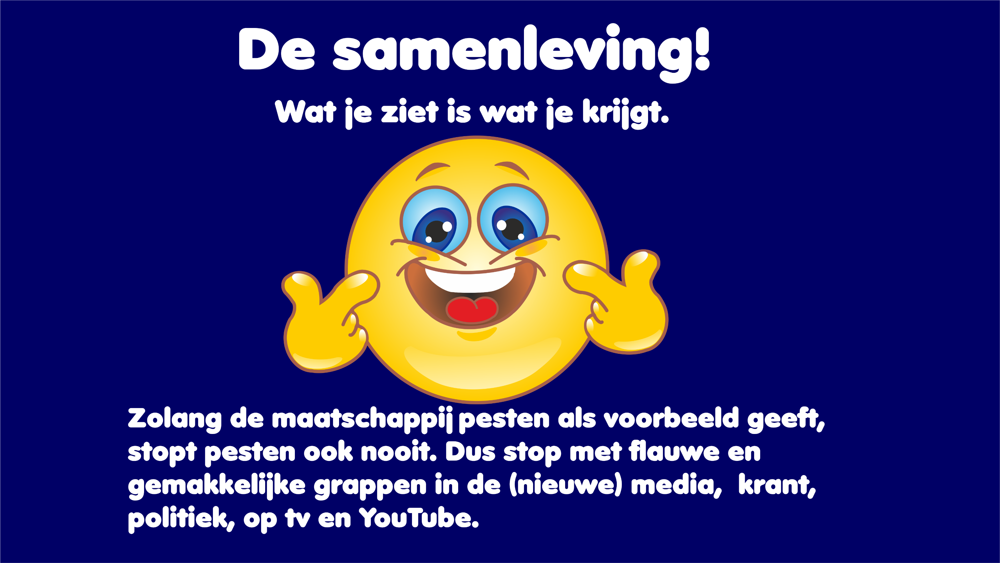 De samenleving!
Wat je ziet is wat je krijgt.
Zolang de maatschappij pesten als voorbeeld geeft,
stopt pesten ook nooit. Dus stop met flauwe en
gemakkelijke grappen in de (nieuwe) media,  krant,
politiek, op tv en YouTube.